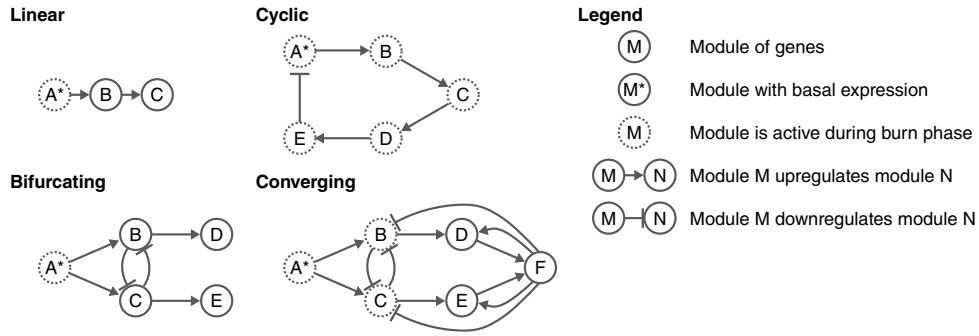 Linear
A* B C
Cyclic
A* B
C
E D
Bifurcating
B D
A*
C E
Converging
B D
A* F
C E
Legend
M Module of genes
M* Module with basal expression
M Module is active during burn phase
M N Module M upregulates module N
M N Module M downregulates module N